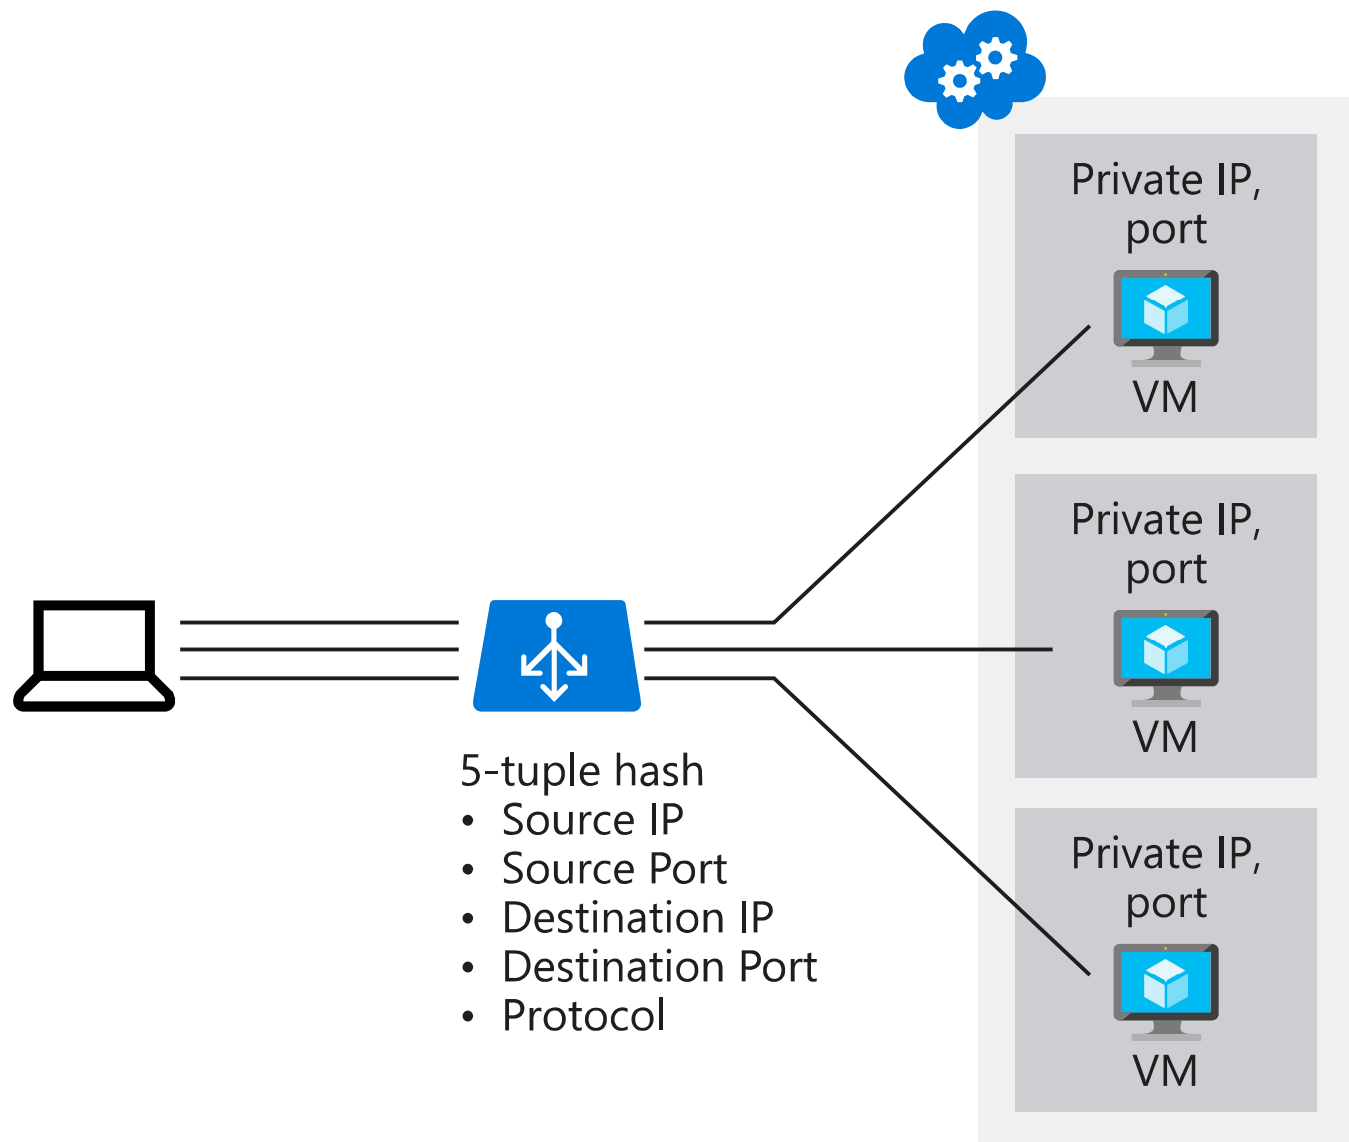 Private IP,
port
VM
Private IP,
port
VM
5-tuple hash
• Source IP
• Source Port
• Destination IP
• Destination Port
• Protocol
Private IP,
port
VM